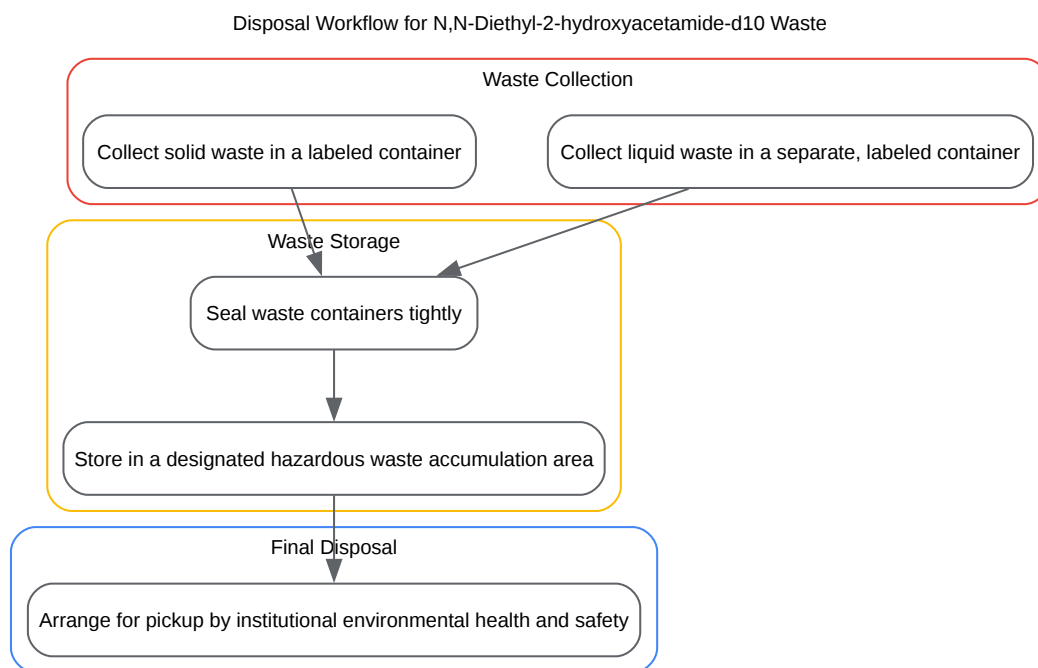 Disposal Workflow for N,N-Diethyl-2-hydroxyacetamide-d10 Waste
Waste Collection
Collect solid waste in a labeled container
Collect liquid waste in a separate, labeled container
Waste Storage
Seal waste containers tightly
Store in a designated hazardous waste accumulation area
Final Disposal
Arrange for pickup by institutional environmental health and safety